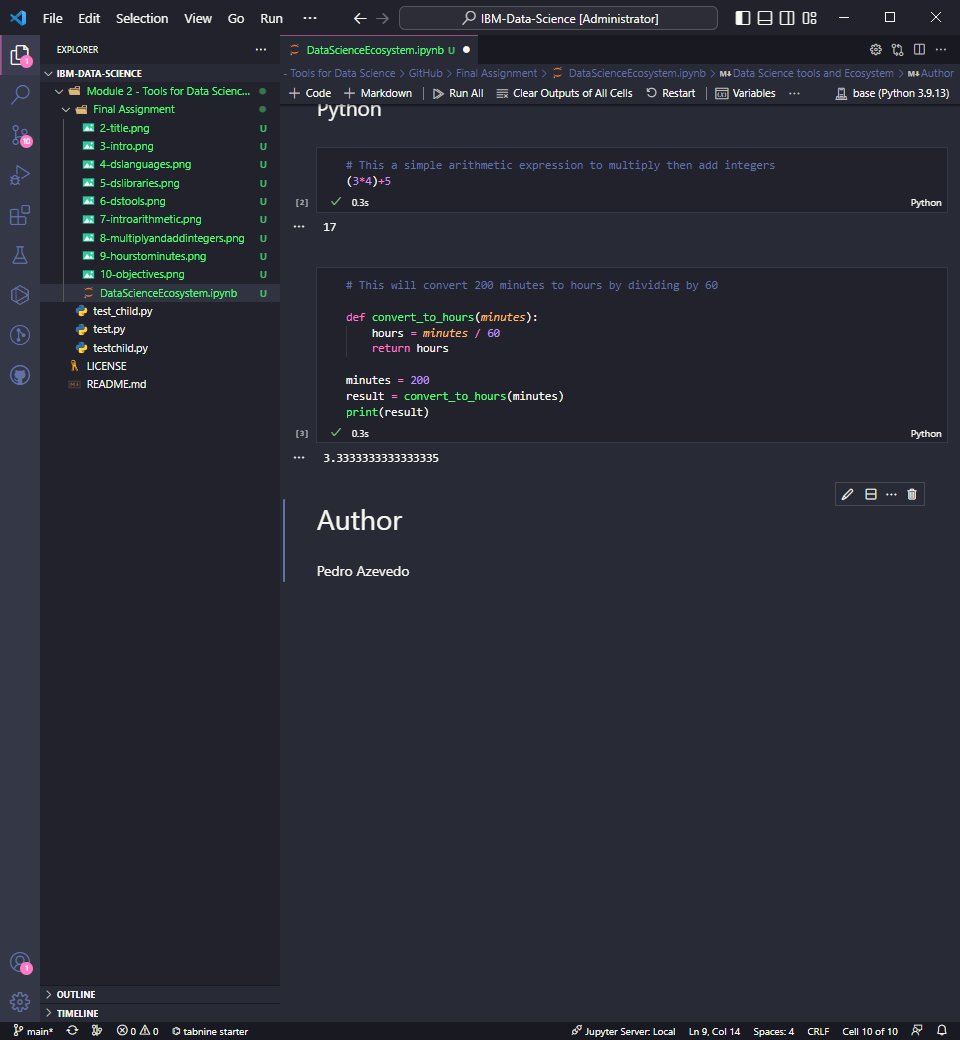 File Edit Selection View Go Run ··· IBM-Data-Science [Administrator]
EXPLORER ···
IBM-DATA-SCIENCE
Module 2 - Tools for Data Scienc...
Final Assignment
2-title.png U
3-intro.png U
4-dslanguages.png U
5-dslibraries.png U
6-dstools.png U
7-introarithmetic.png U
8-multiplyandaddintegers.png U
9-hourstominutes.png U
10-objectives.png U
DataScienceEcosystem.ipynb U
test_child.py
test.py
testchild.py
LICENSE
README.md
OUTLINE
TIMELINE
1
10
1
DataScienceEcosystem.ipynb U ●
- Tools for Data Science > GitHub > Final Assignment > DataScienceEcosystem.ipynb > M↓Data Science tools and Ecosystem > M↓Author
+ Code + Markdown | Run All Clear Outputs of All Cells Restart | Variables ··· base (Python 3.9.13)
Python
# This a simple arithmetic expression to multiply then add integers
(3*4)+5
[2] ✓ 0.3s Python
··· 17
# This will convert 200 minutes to hours by dividing by 60
def convert_to_hours(minutes):
hours = minutes / 60
return hours
minutes = 200
result = convert_to_hours(minutes)
print(result)
[3] ✓ 0.3s Python
··· 3.3333333333333335
Author
Pedro Azevedo
main* 0 0 tabnine starter Jupyter Server: Local Ln 9, Col 14 Spaces: 4 CRLF Cell 10 of 10